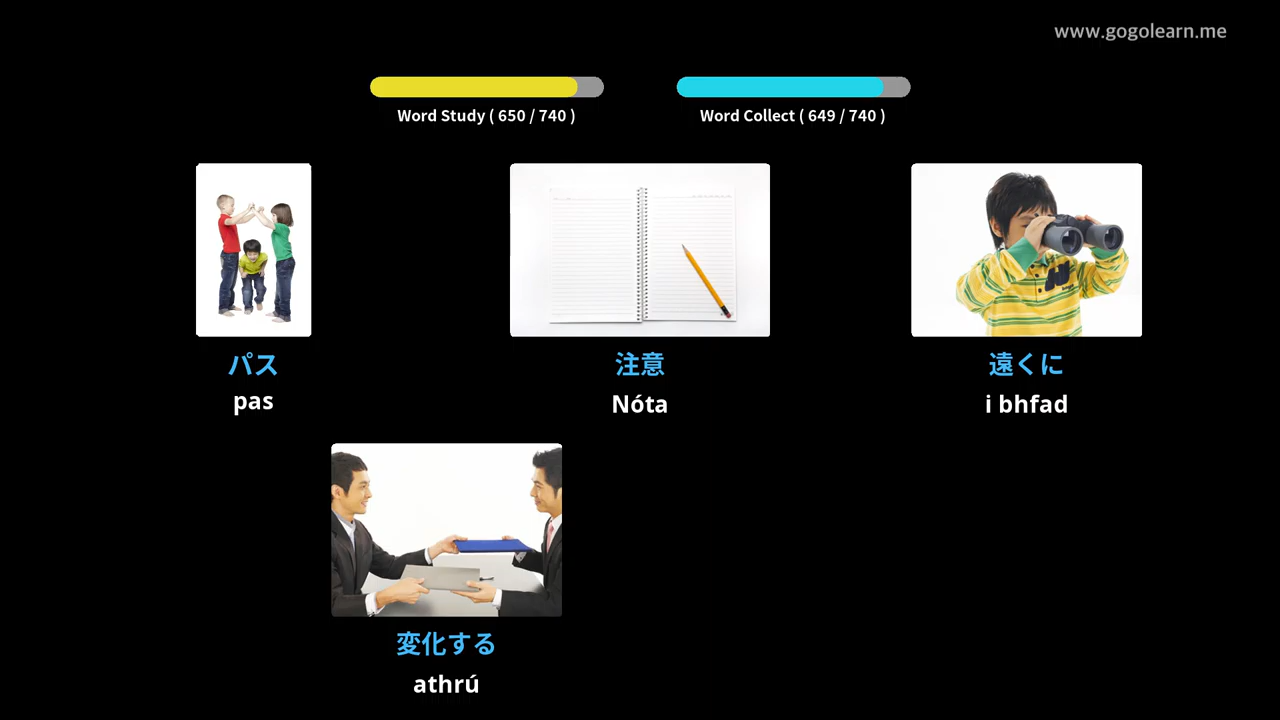 www.gogolearn.me
Word Study ( 650 / 740 )
Word Collect ( 649 / 740 )
パス
pas
注意
Nóta
遠くに
i bhfad
変化する
athrú